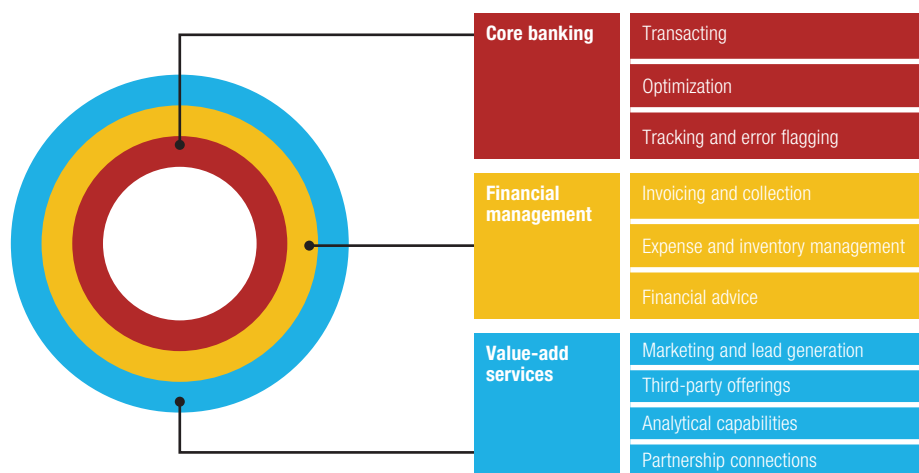 Core banking
Transacting
Optimization
Tracking and error flagging
Financial
management
Invoicing and collection
Expense and inventory management
Financial advice
Value-add
services
Marketing and lead generation
Third-party offerings
Analytical capabilities
Partnership connections